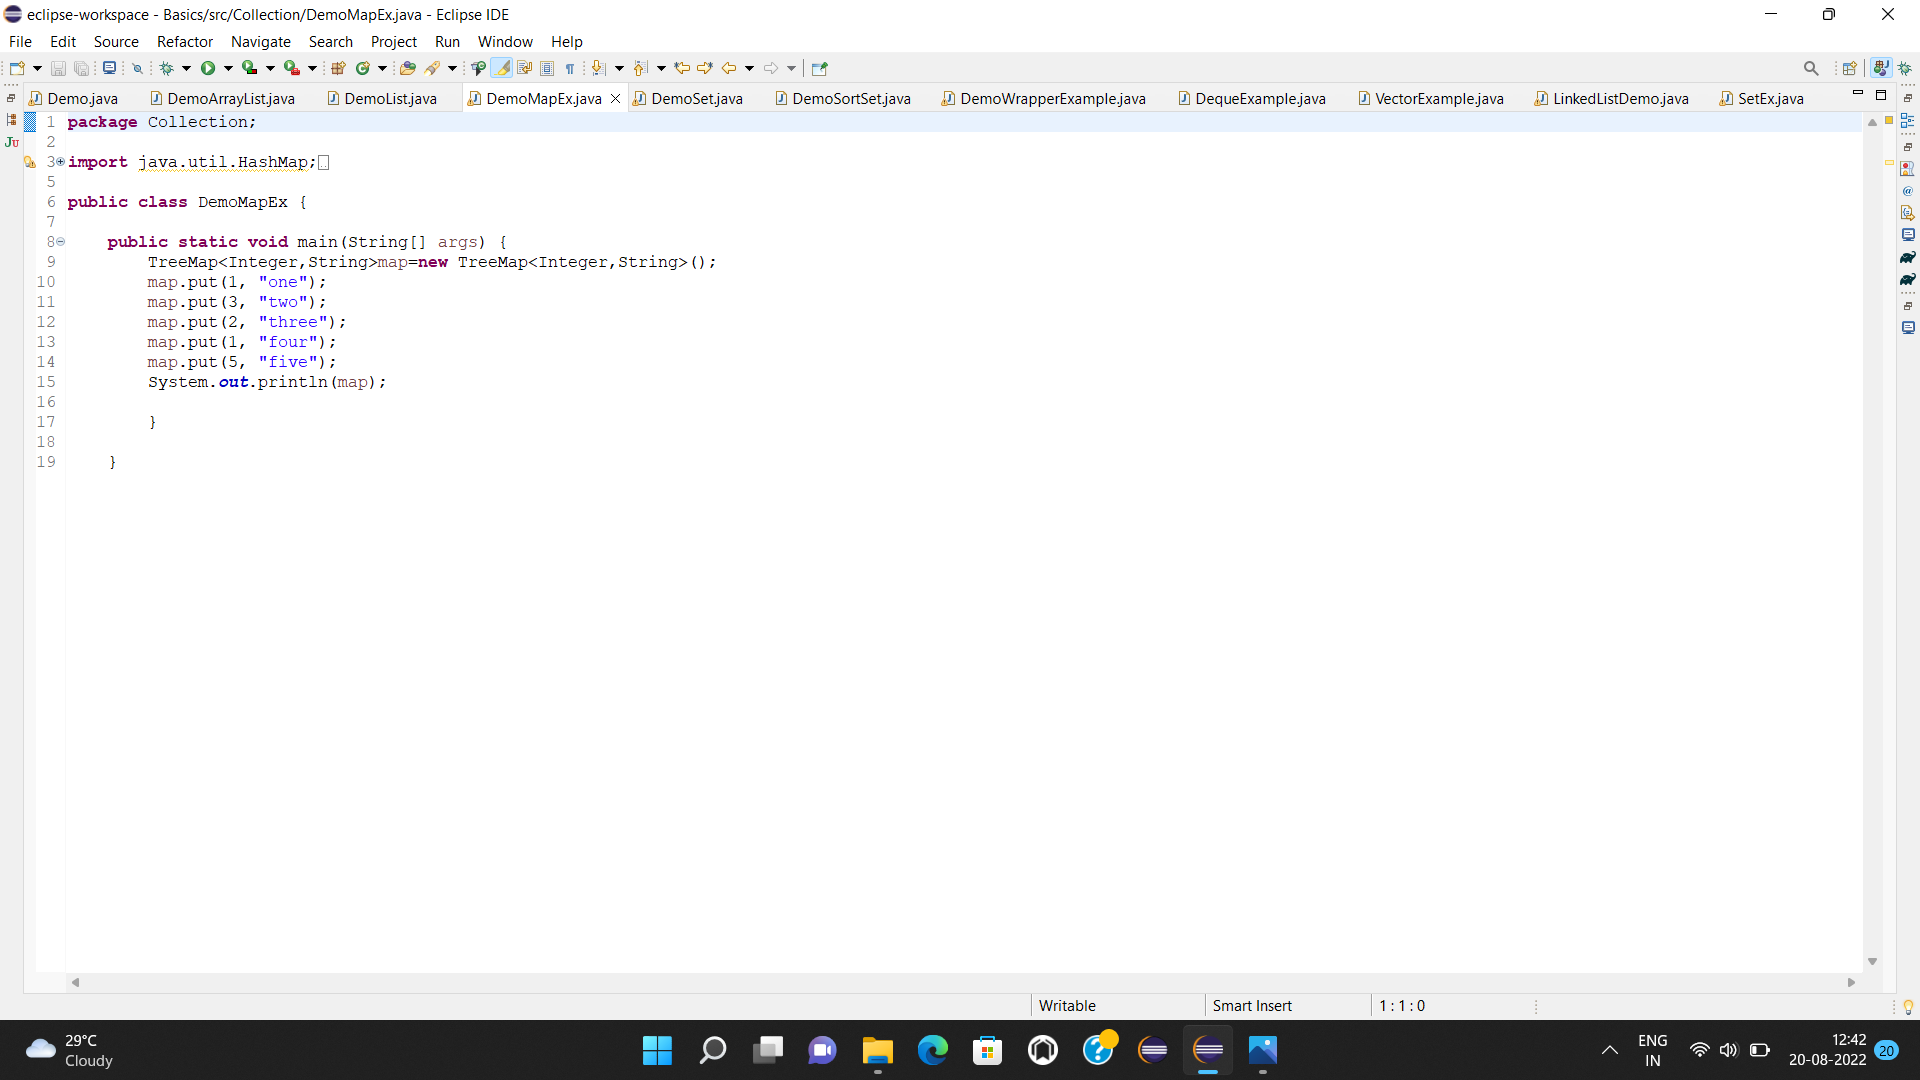 eclipse-workspace - Basics/src/Collection/DemoMapEx.java - Eclipse IDE
File Edit Source Refactor Navigate Search Project Run Window Help
Demo.java DemoArrayList.java DemoList.java DemoMapEx.java DemoSet.java DemoSortSet.java DemoWrapperExample.java DequeExample.java VectorExample.java LinkedListDemo.java SetEx.java
1 package Collection;
2
3 import java.util.HashMap;
5
6 public class DemoMapEx {
7
8 public static void main(String[] args) {
9 TreeMap<Integer,String>map=new TreeMap<Integer,String>();
10 map.put(1, "one");
11 map.put(3, "two");
12 map.put(2, "three");
13 map.put(1, "four");
14 map.put(5, "five");
15 System.out.println(map);
16
17 }
18
19 }
Writable Smart Insert 1 : 1 : 0
29°C
Cloudy
ENG
IN
12:42
20-08-2022
20